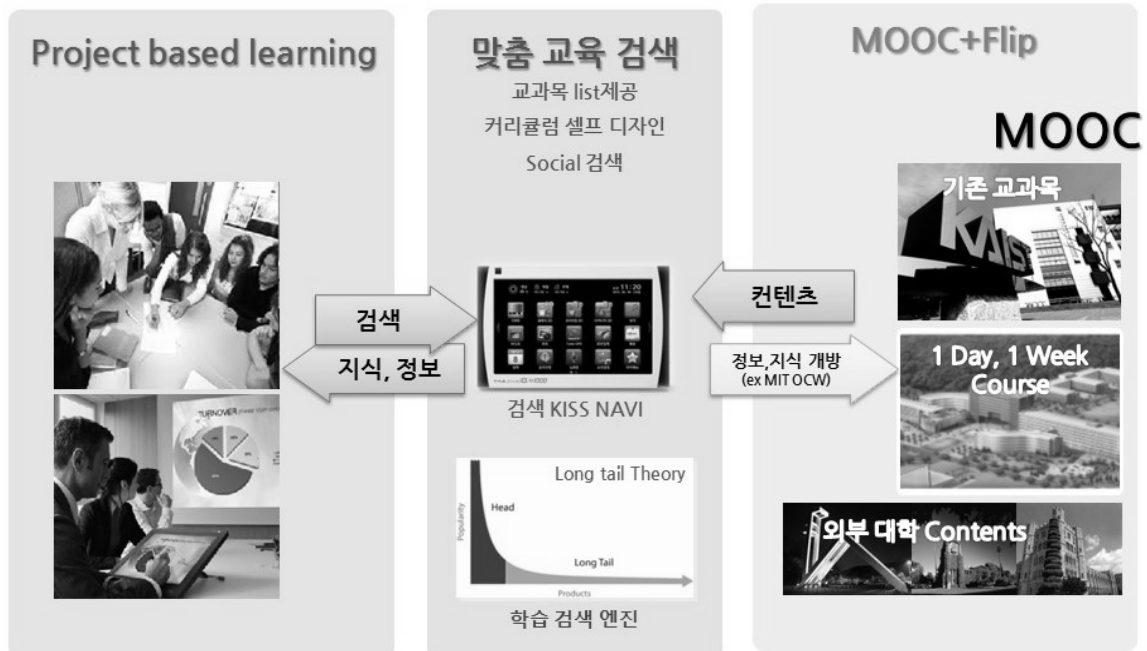 Project based learning
맞춤 교육 검색
교과목 list제공
커리큘럼 셀프 디자인
Social 검색
MOOC+Flip
MOOC
기존 교과목
KAIST
검색
지식, 정보
11:20
검색 KISS NAVI
컨텐츠
정보,지식 개방
(ex MIT OCW)
1 Day, 1 Week
Course
TURNOVER
Long tail Theory
Popularity
Head
Long Tail
Products
학습 검색 엔진
외부 대학 Contents